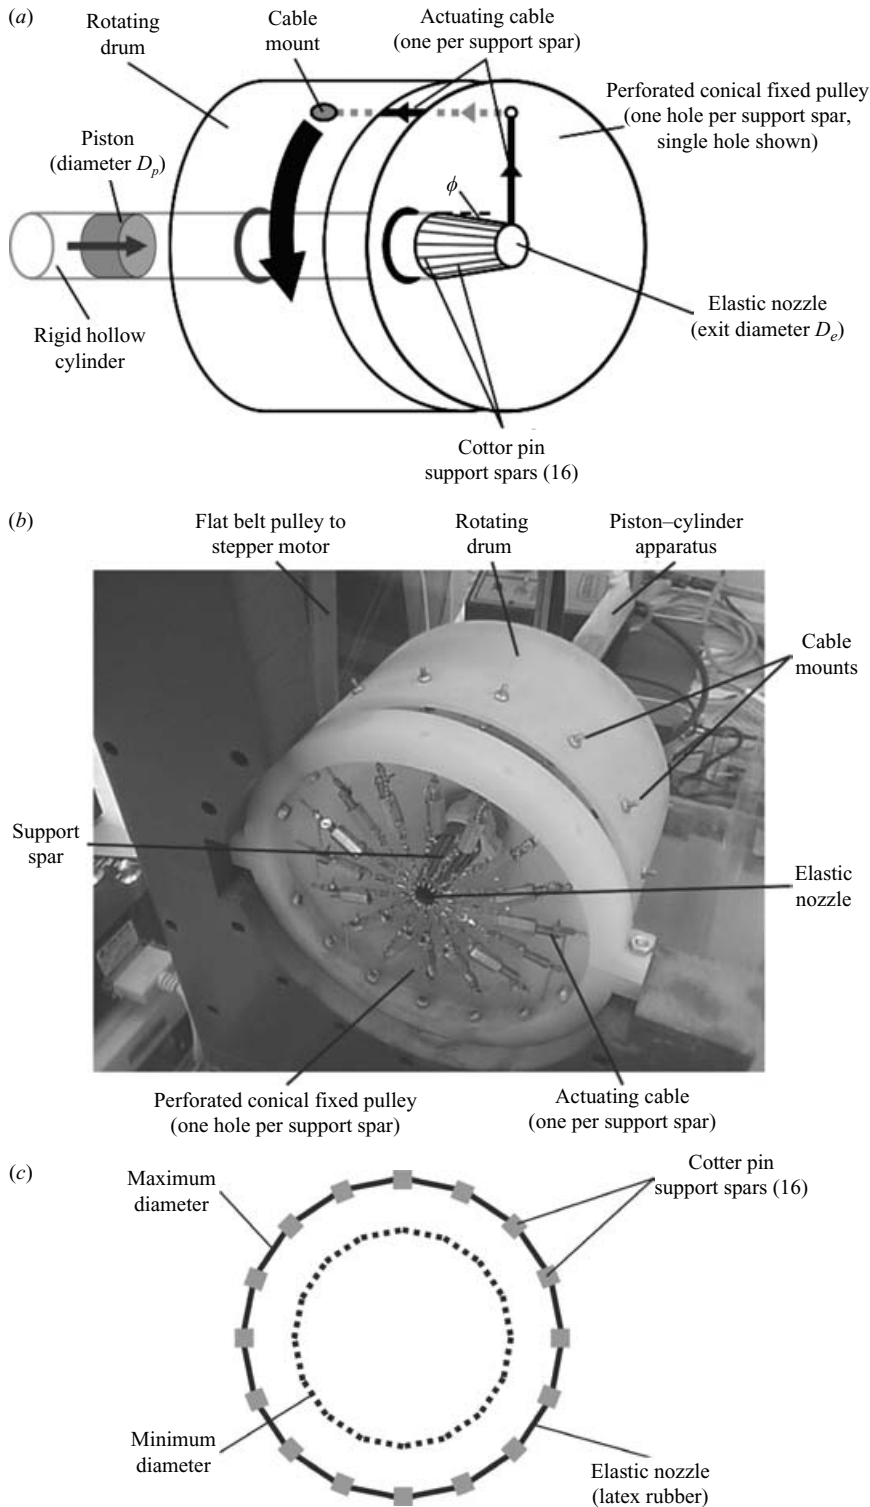 (a)
Rotating
drum
Cable
mount
Actuating cable
(one per support spar)
Perforated conical fixed pulley
(one hole per support spar,
single hole shown)
Piston
(diameter Dp)
ϕ
Rigid hollow
cylinder
Elastic nozzle
(exit diameter De)
Cottor pin
support spars (16)
(b)
Flat belt pulley to
stepper motor
Rotating
drum
Piston–cylinder
apparatus
Cable
mounts
Support
spar
Elastic
nozzle
Perforated conical fixed pulley
(one hole per support spar)
Actuating cable
(one per support spar)
(c)
Maximum
diameter
Cotter pin
support spars (16)
Minimum
diameter
Elastic nozzle
(latex rubber)